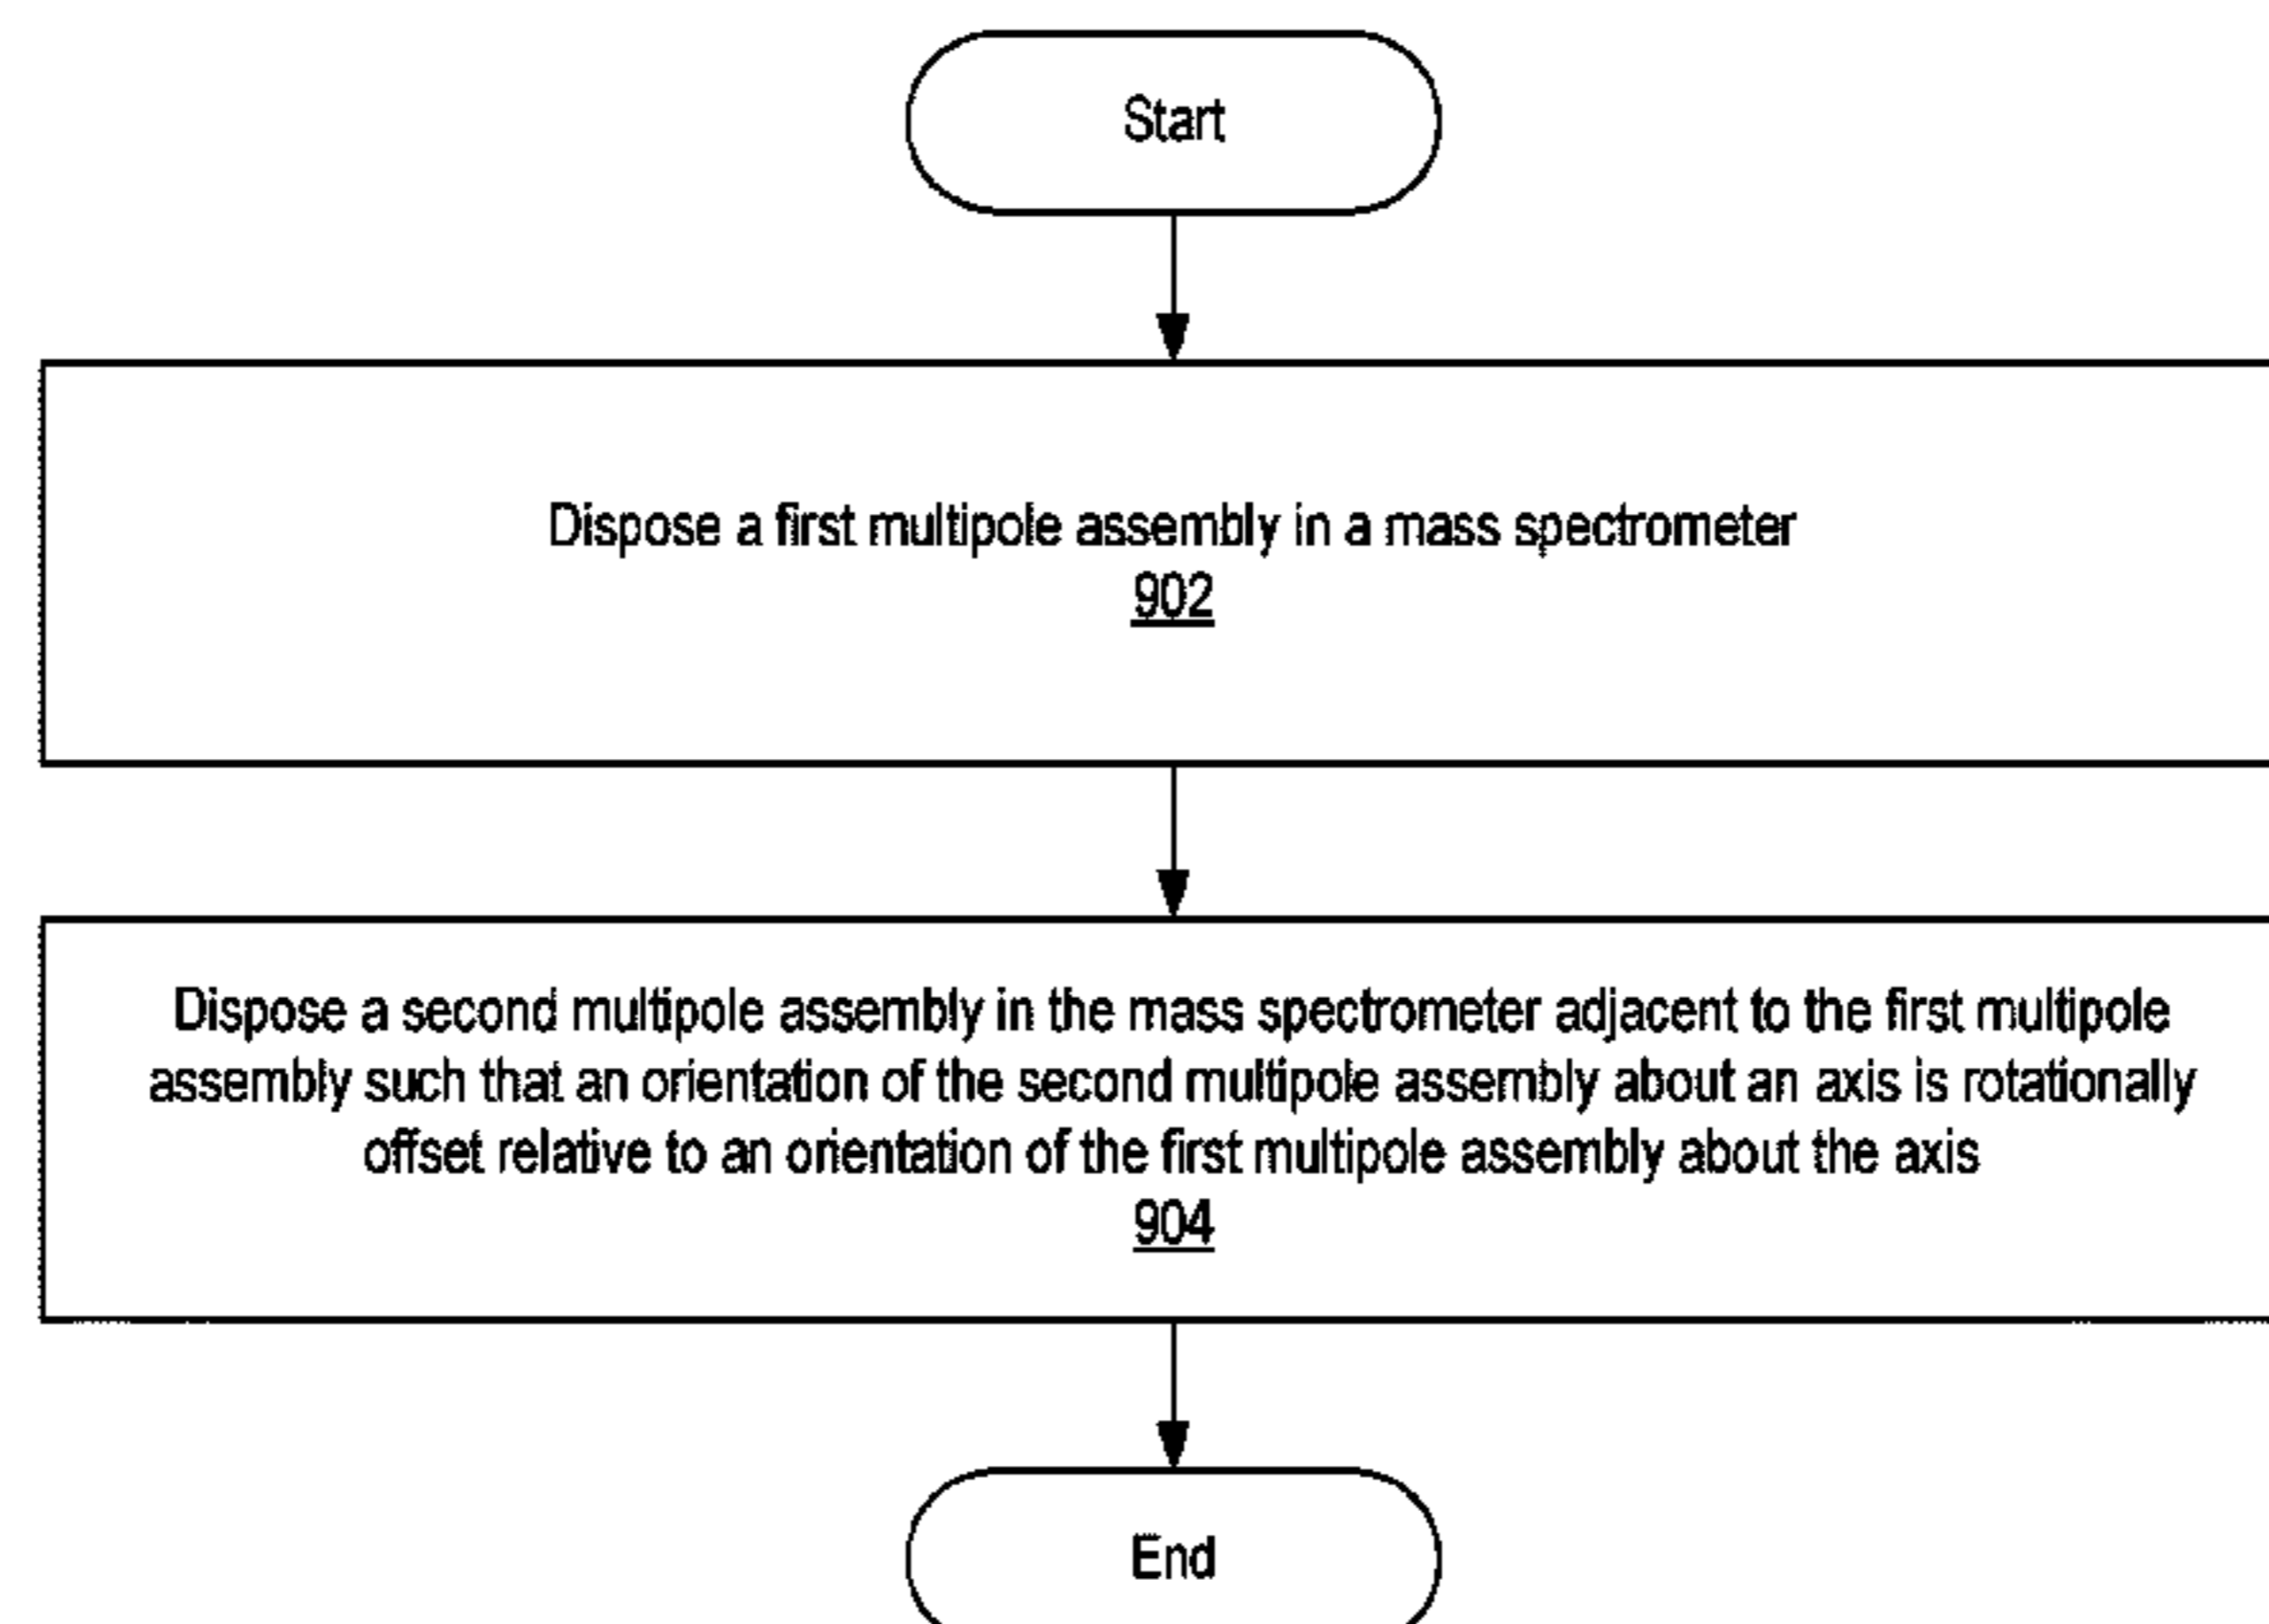 Start
Dispose a first multipole assembly in a mass spectrometer
902
Dispose a second multipole assembly in the mass spectrometer adjacent to the first multipole
assembly such that an orientation of the second multipole assembly about an axis is rotationally
offset relative to an orientation of the first multipole assembly about the axis
904
End